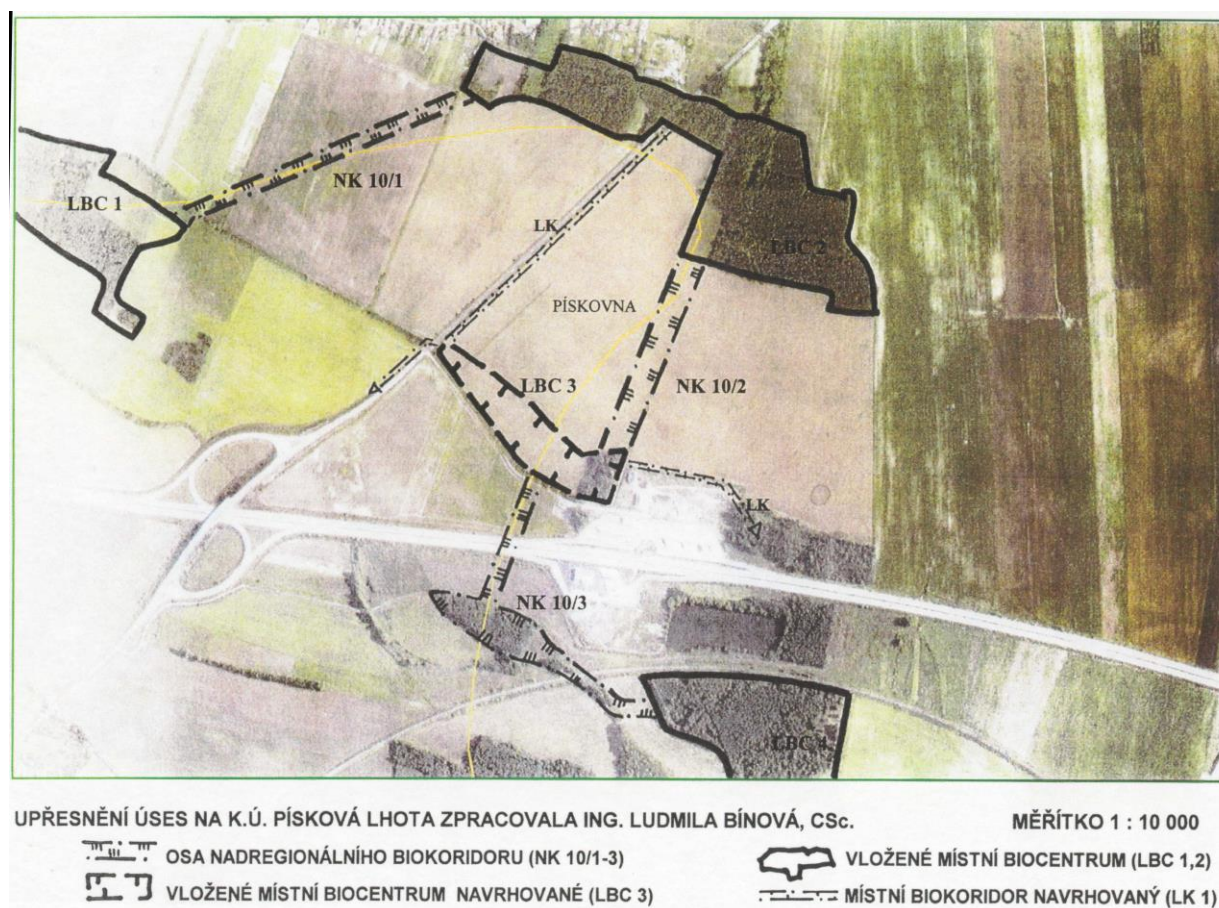 NK 10/1
LBC 1
LK
LBC 2
PÍSKOVNA
LBC 3
NK 10/2
LK
NK 10/3
LBC 4
UPŘESNĚNÍ ÚSES NA K.Ú. PÍSKOVÁ LHOTA ZPRACOVALA ING. LUDMILA BÍNOVÁ, CSc. MĚŘÍTKO 1 : 10 000
OSA NADREGIONÁLNÍHO BIOKORIDORU (NK 10/1-3)
VLOŽENÉ MÍSTNÍ BIOCENTRUM (LBC 1,2)
VLOŽENÉ MÍSTNÍ BIOCENTRUM NAVRHOVANÉ (LBC 3)
MÍSTNÍ BIOKORIDOR NAVRHOVANÝ (LK 1)